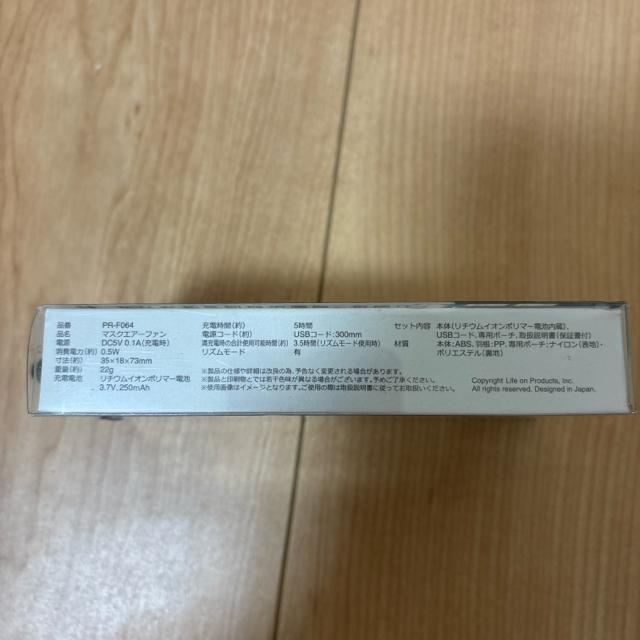 品番 PR-F064
品名 マスクエアーファン
電源 DC5V 0.1A(充電時)
消費電力(約) 0.5W
寸法(約) 35×18×73mm
重量(約) 22g
充電電池 リチウムイオンポリマー電池
3.7V, 250mAh
充電時間(約) 5時間
電源コード(約) USBコード:300mm
満充電時の合計使用可能時間(約) 3.5時間(リズムモード使用時)
リズムモード 有
※製品の仕様や詳細は改良の為、予告なく変更される場合がございます。
※製品と印刷物とでは若干色味が異なる場合がございます。予めご了承ください。
※使用画像はイメージとなります。ご使用の際は取扱説明書に従ってお取り扱いください。
セット内容 本体(リチウムイオンポリマー電池内蔵)、
USBコード、専用ポーチ、取扱説明書(保証書付)
材質 本体:ABS、羽根:PP、専用ポーチ:ナイロン(表地)・
ポリエステル(裏地)
Copyright Life on Products, Inc.
All rights reserved. Designed in Japan.